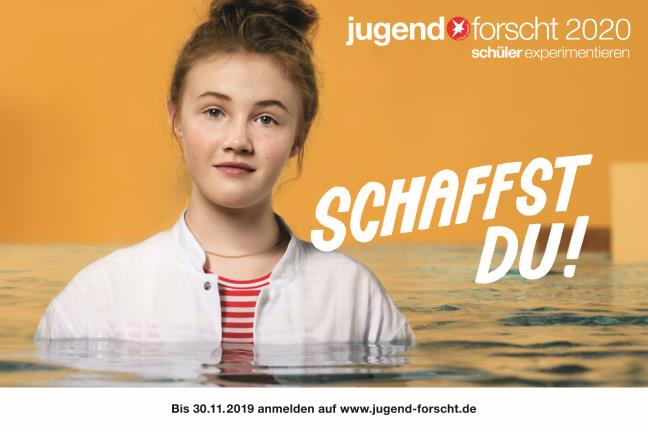 jugend forscht 2020
schüler experimentieren
SCHAFFST
DU!
Bis 30.11.2019 anmelden auf www.jugend-forscht.de